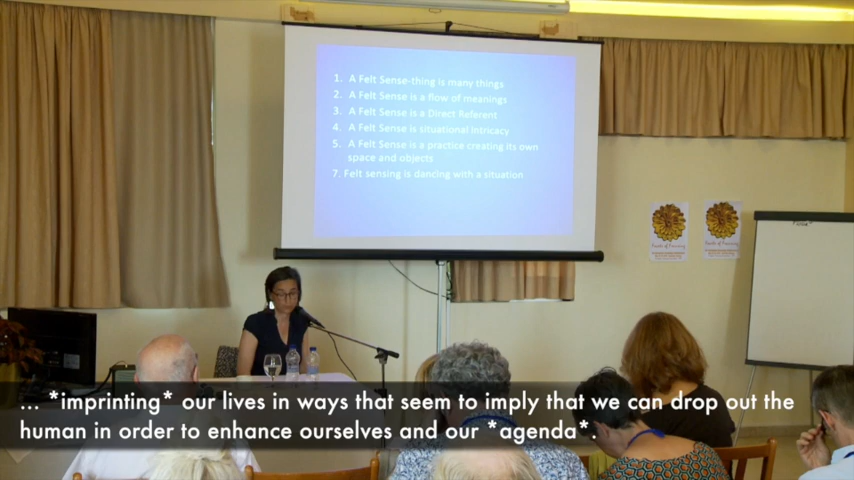 1. A Felt Sense-thing is many things
2. A Felt Sense is a flow of meanings
3. A Felt Sense is a Direct Referent
4. A Felt Sense is situational Intricacy
5. A Felt Sense is a practice creating its own
space and objects
7. Felt sensing is dancing with a situation
... *imprinting* our lives in ways that seem to imply that we can drop out the
human in order to enhance ourselves and our *agenda*.